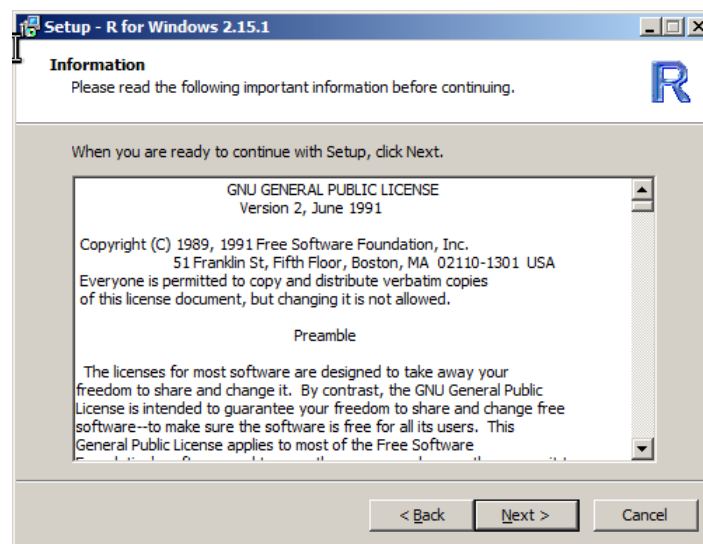 Setup - R for Windows 2.15.1
Information
Please read the following important information before continuing.
R
When you are ready to continue with Setup, click Next.
GNU GENERAL PUBLIC LICENSE
Version 2, June 1991
Copyright (C) 1989, 1991 Free Software Foundation, Inc.
51 Franklin St, Fifth Floor, Boston, MA 02110-1301 USA
Everyone is permitted to copy and distribute verbatim copies
of this license document, but changing it is not allowed.
Preamble
The licenses for most software are designed to take away your
freedom to share and change it. By contrast, the GNU General Public
License is intended to guarantee your freedom to share and change free
software--to make sure the software is free for all its users. This
General Public License applies to most of the Free Software
< Back
Next >
Cancel